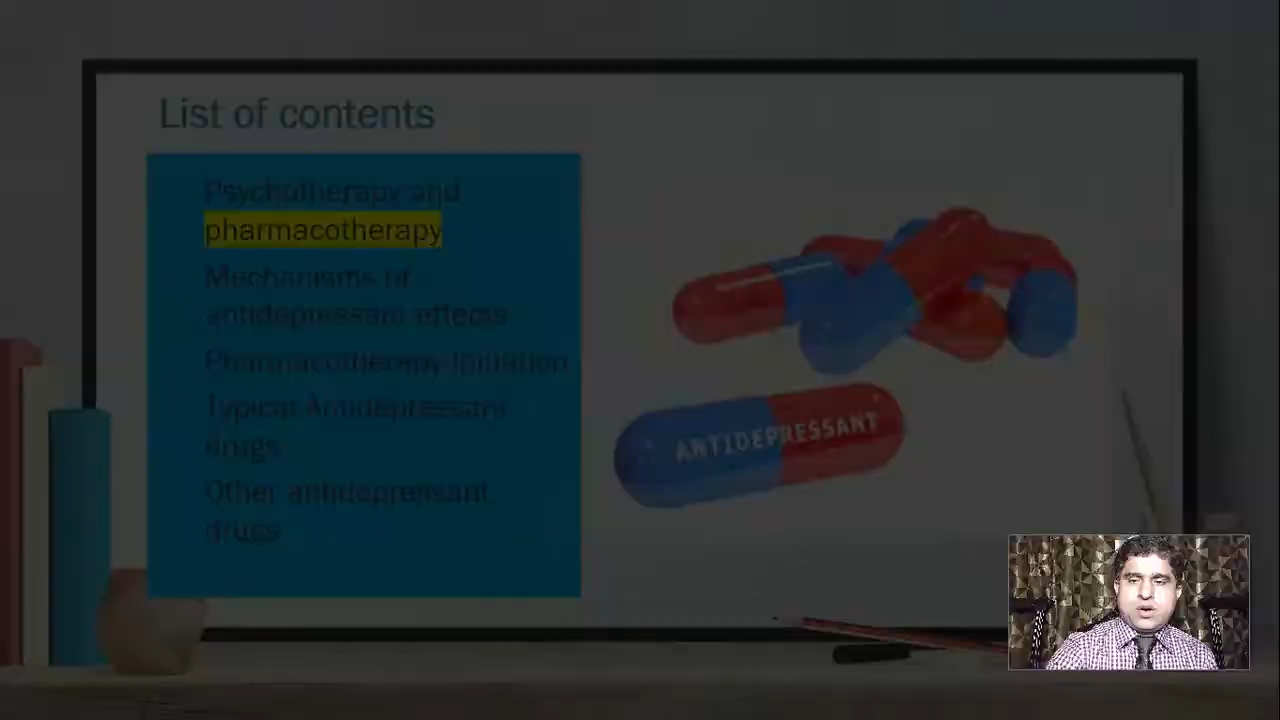 List of contents
Psychotherapy and
pharmacotherapy
Mechanisms of
antidepressant effects
Pharmacotherapy Initiation
Typical Antidepressant
drugs
Other antidepressant
drugs
ANTIDEPRESSANT